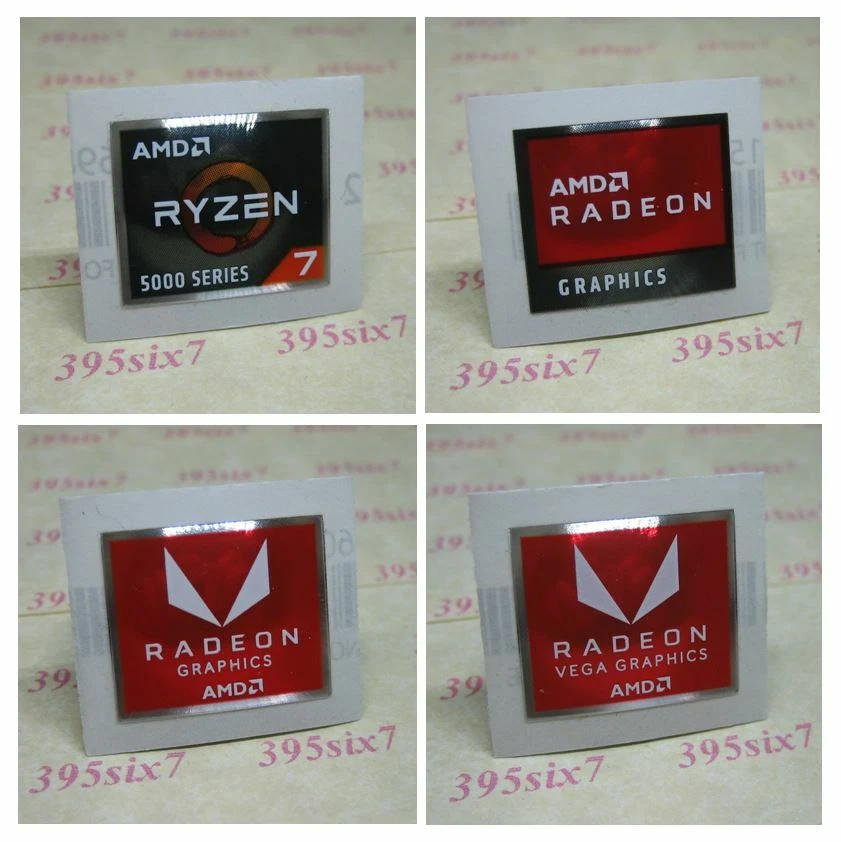 AMD
RYZEN
5000 SERIES 7
395six7
395six7
AMD
RADEON
GRAPHICS
395six7
395six7
RADEON
GRAPHICS
AMD
395six7
395six7
RADEON
VEGA GRAPHICS
AMD
395six7
395six7